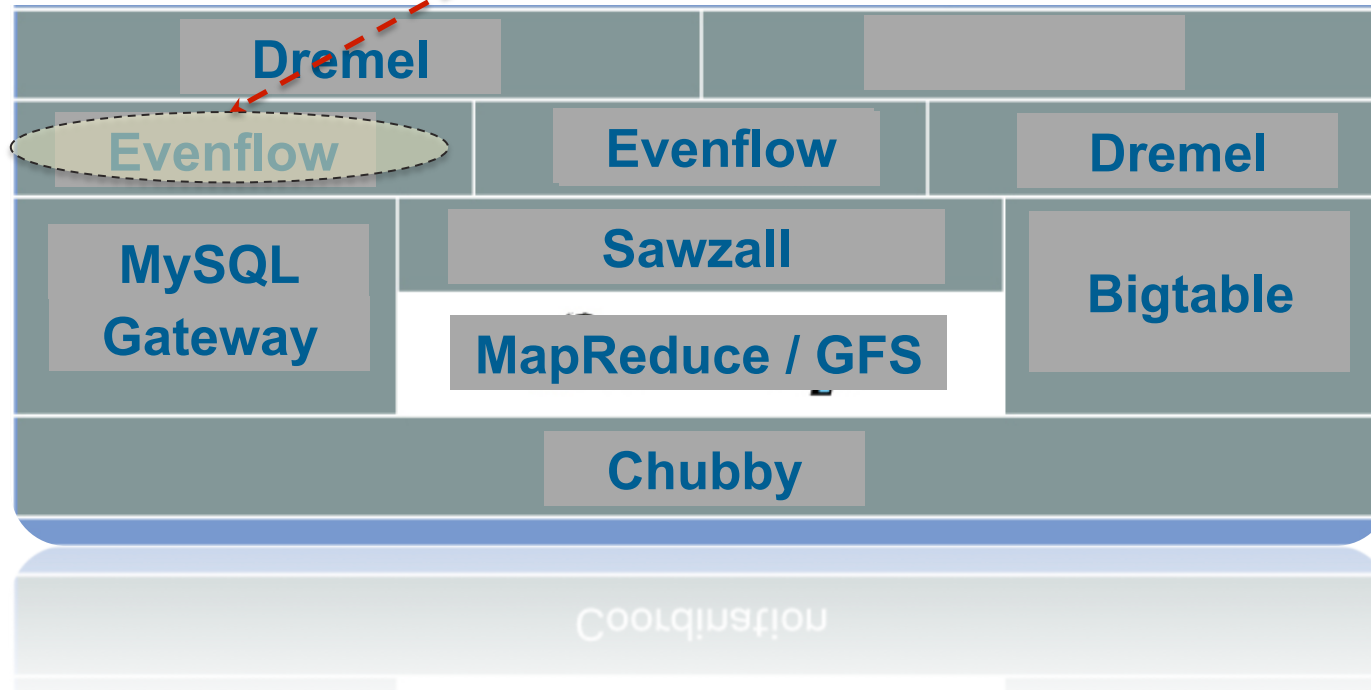 Dremel
Evenflow
Evenflow
Dremel
MySQL
Gateway
Sawzall
Bigtable
MapReduce / GFS
Chubby
Coordination